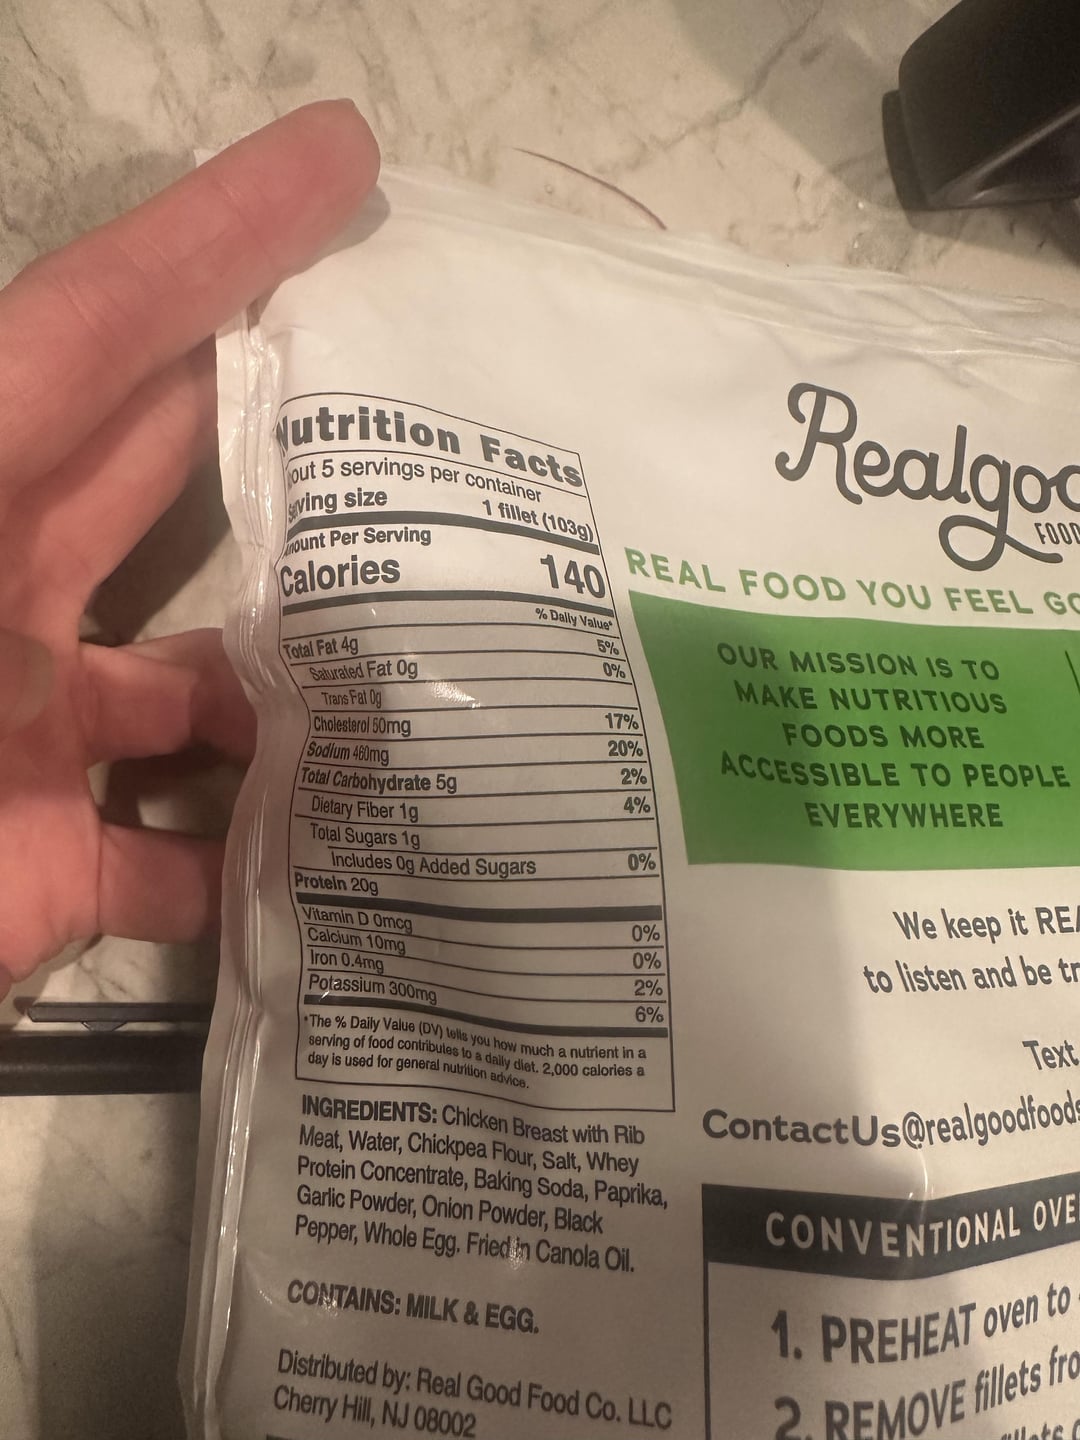 Nutrition Facts
out 5 servings per container
Serving size 1 fillet (103g)
Amount Per Serving
Calories 140
% Daily Value*
Total Fat 4g 5%
Saturated Fat 0g 0%
Trans Fat 0g
Cholesterol 50mg 17%
Sodium 460mg 20%
Total Carbohydrate 5g 2%
Dietary Fiber 1g 4%
Total Sugars 1g
Includes 0g Added Sugars 0%
Protein 20g
Vitamin D 0mcg 0%
Calcium 10mg 0%
Iron 0.4mg 2%
Potassium 300mg 6%
*The % Daily Value (DV) tells you how much a nutrient in a
serving of food contributes to a daily diet. 2,000 calories a
day is used for general nutrition advice.
INGREDIENTS: Chicken Breast with Rib
Meat, Water, Chickpea Flour, Salt, Whey
Protein Concentrate, Baking Soda, Paprika,
Garlic Powder, Onion Powder, Black
Pepper, Whole Egg. Fried in Canola Oil.
CONTAINS: MILK & EGG.
Distributed by: Real Good Food Co. LLC
Cherry Hill, NJ 08002
Realgoo
FOOD
REAL FOOD YOU FEEL GO
OUR MISSION IS TO
MAKE NUTRITIOUS
FOODS MORE
ACCESSIBLE TO PEOPLE
EVERYWHERE
We keep it REA
to listen and be tr
Text
ContactUs@realgoodfoods
CONVENTIONAL OVE
1. PREHEAT oven to
2. REMOVE fillets fro